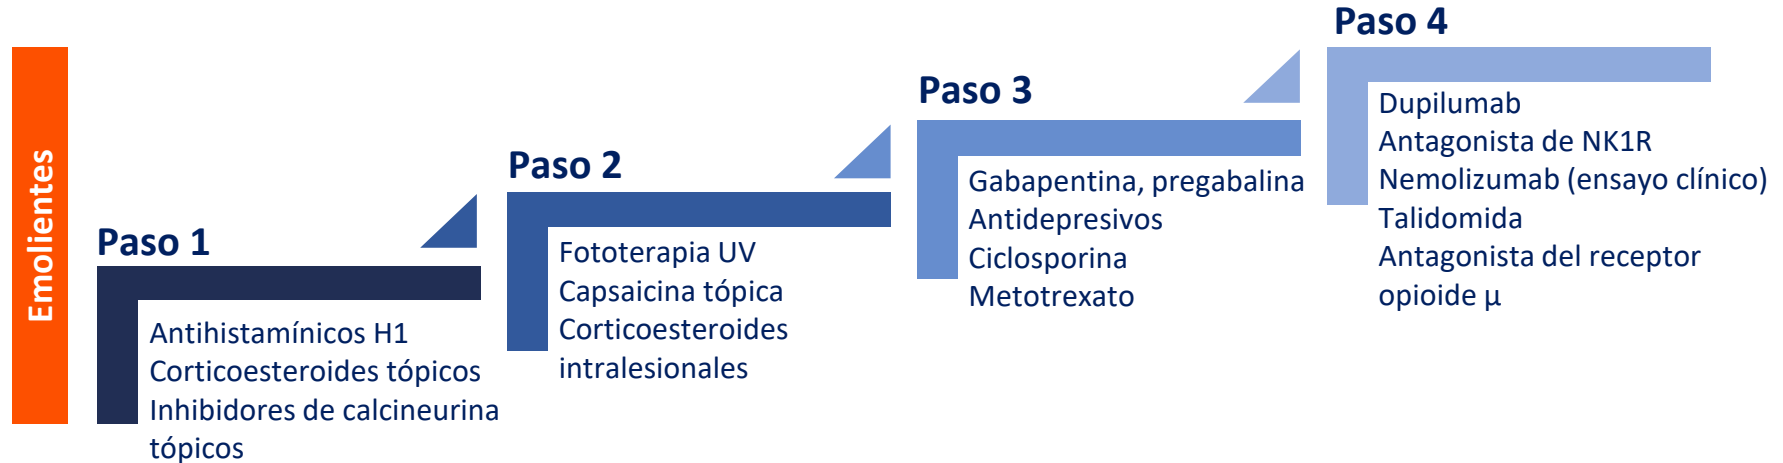 Emolientes
Paso 1
Antihistamínicos H1
Corticoesteroides tópicos
Inhibidores de calcineurina
tópicos
Paso 2
Fototerapia UV
Capsaicina tópica
Corticoesteroides
intralesionales
Paso 3
Gabapentina, pregabalina
Antidepresivos
Ciclosporina
Metotrexato
Paso 4
Dupilumab
Antagonista de NK1R
Nemolizumab (ensayo clínico)
Talidomida
Antagonista del receptor
opioide µ